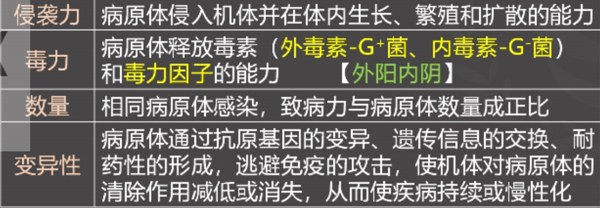 侵袭力 病原体侵入机体并在体内生长、繁殖和扩散的能力
毒力 病原体释放毒素（外毒素-G⁺菌、内毒素-G⁻菌）
和毒力因子的能力 【外阳内阴】
数量 相同病原体感染，致病力与病原体数量成正比
变异性 病原体通过抗原基因的变异、遗传信息的交换、耐
药性的形成，逃避免疫的攻击，使机体对病原体的
清除作用减低或消失，从而使疾病持续或慢性化